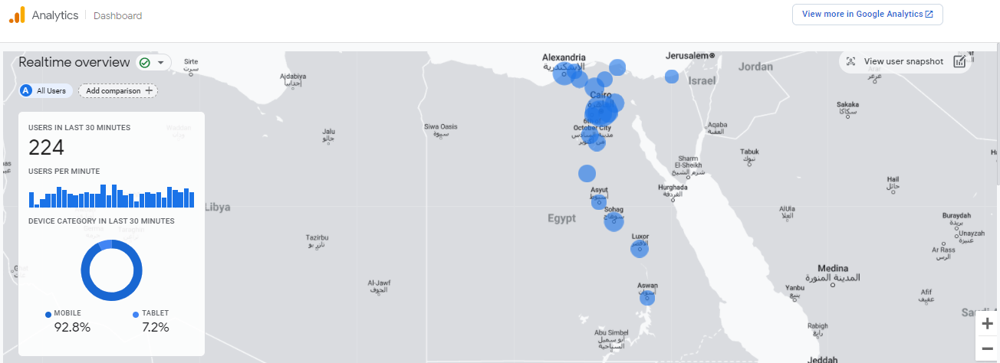 Analytics
Dashboard
View more in Google Analytics
Realtime overview
View user snapshot
A
All Users
Add comparison +
USERS IN LAST 30 MINUTES
224
USERS PER MINUTE
DEVICE CATEGORY IN LAST 30 MINUTES
MOBILE
92.8%
TABLET
7.2%
Sirte
سرت
Ajdabiya
إجدابيا
Alexandria
الإسكندرية
Jerusalem
Israel
Jordan
Arar
عرعر
Cairo
October City
مدينة السادس
من أكتوبر
Siwa Oasis
سيوة
Jalu
جالو
Aqaba
العقبة
Sakaka
سكاكا
Tabuk
تبوك
Sharm
El-Sheikh
شرم الشيخ
Hail
حائل
Hurghada
الغردقة
Asyut
أسيوط
Sohag
سوهاج
Libya
Egypt
AlUla
العلا
Buraydah
بريدة
Unayzah
عنيزة
Ar Rass
الرس
Tazirbu
تازر بو
Luxor
الأقصر
Medina
المدينة المنورة
Al-Jawf
الجوف
Aswan
أسوان
Yanbu
ينبع
Afif
عفيف
Abu Simbel
أبو سمبل
السياحية
Rabigh
رابغ
Jeddah
+
−